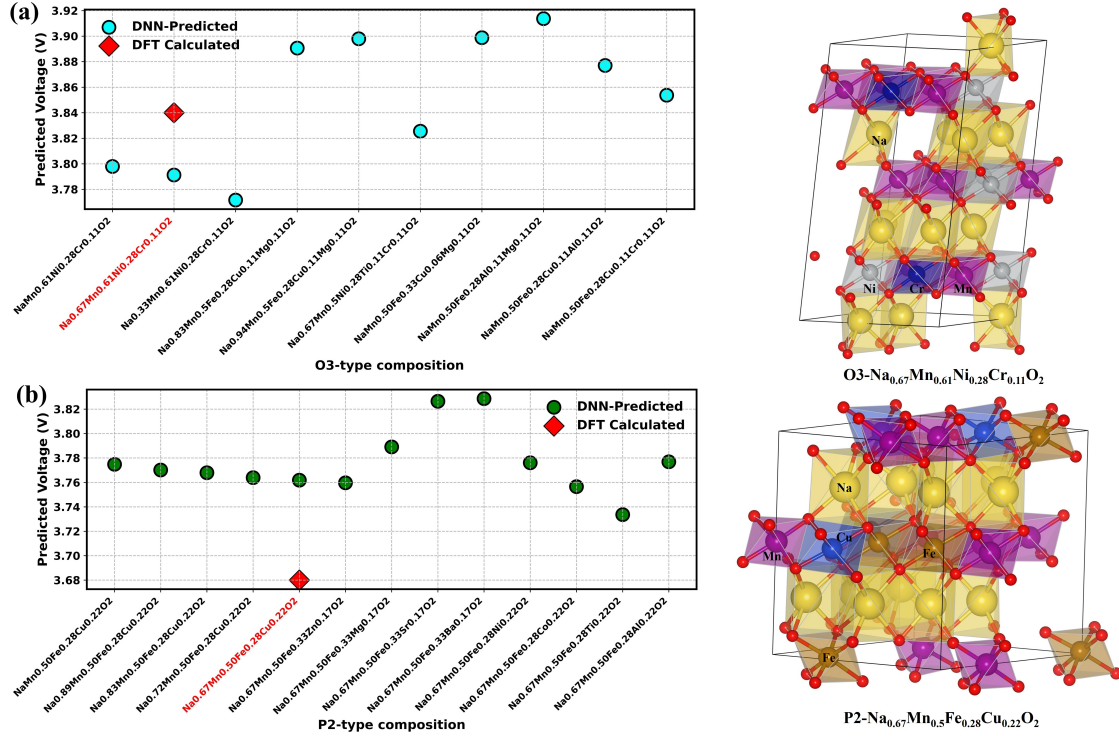 (a)
DNN-Predicted
DFT Calculated
Predicted Voltage (V)
3.92
3.90
3.88
3.86
3.84
3.82
3.80
3.78
NaMn0.61Ni0.28Cr0.11O2
Na0.67Mn0.61Ni0.28Cr0.11O2
Na0.33Mn0.61Ni0.28Cr0.11O2
Na0.83Mn0.5Fe0.28Cu0.11Mg0.11O2
Na0.94Mn0.5Fe0.28Cu0.11Mg0.11O2
Na0.67Mn0.5Ni0.28Ti0.11Cr0.11O2
NaMn0.50Fe0.33Cu0.06Mg0.11O2
NaMn0.50Fe0.28Al0.11Mg0.11O2
NaMn0.50Fe0.28Cu0.11Al0.11O2
NaMn0.50Fe0.28Cu0.11Cr0.11O2
O3-type composition
Na
Ni
Cr
Mn
O3-Na0.67Mn0.61Ni0.28Cr0.11O2
(b)
DNN-Predicted
DFT Calculated
Predicted Voltage (V)
3.82
3.80
3.78
3.76
3.74
3.72
3.70
3.68
NaMn0.50Fe0.28Cu0.22O2
Na0.89Mn0.50Fe0.28Cu0.22O2
Na0.83Mn0.50Fe0.28Cu0.22O2
Na0.72Mn0.50Fe0.28Cu0.22O2
Na0.67Mn0.50Fe0.28Cu0.22O2
Na0.67Mn0.50Fe0.33Zn0.17O2
Na0.67Mn0.50Fe0.33Mg0.17O2
Na0.67Mn0.50Fe0.33Sr0.17O2
Na0.67Mn0.50Fe0.33Ba0.17O2
Na0.67Mn0.50Fe0.28Ni0.22O2
Na0.67Mn0.50Fe0.28Co0.22O2
Na0.67Mn0.50Fe0.28Ti0.22O2
Na0.67Mn0.50Fe0.28Al0.22O2
P2-type composition
Na
Cu
Mn
Fe
Fe
P2-Na0.67Mn0.5Fe0.28Cu0.22O2